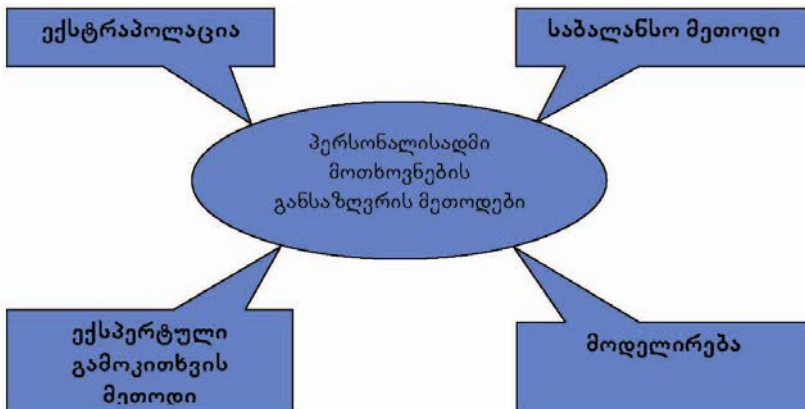 ექსტრაპოლაცია
საბალანსო მეთოდი
პერსონალისადმი
მოთხოვნების
განსაზღვრის მეთოდები
ექსპერტული
გამოკითხვის
მეთოდი
მოდელირება